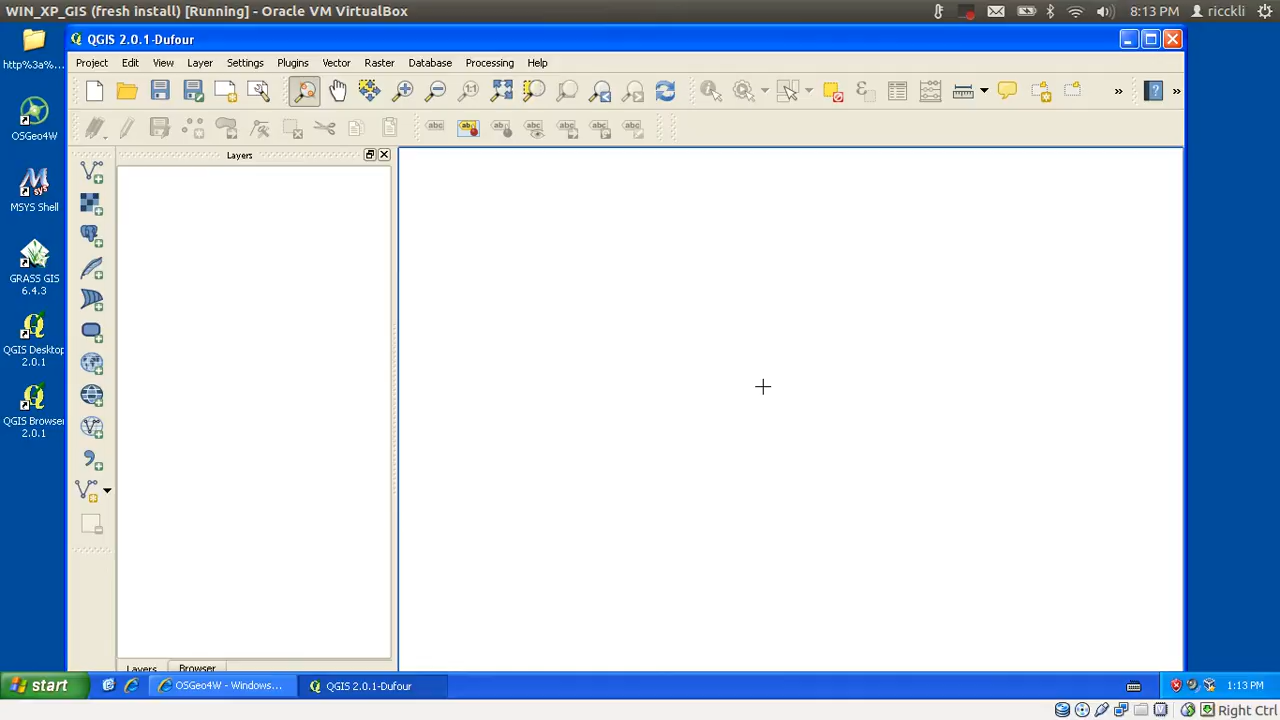 WIN_XP_GIS (fresh install) [Running] - Oracle VM VirtualBox
8:13 PM
ricckli
http%3a%...
OSGeo4W
MSYS Shell
GRASS GIS
6.4.3
QGIS Desktop
2.0.1
QGIS Browser
2.0.1
QGIS 2.0.1-Dufour
Project Edit View Layer Settings Plugins Vector Raster Database Processing Help
Layers
Layers Browser
start
OSGeo4W - Windows...
QGIS 2.0.1-Dufour
1:13 PM
Right Ctrl